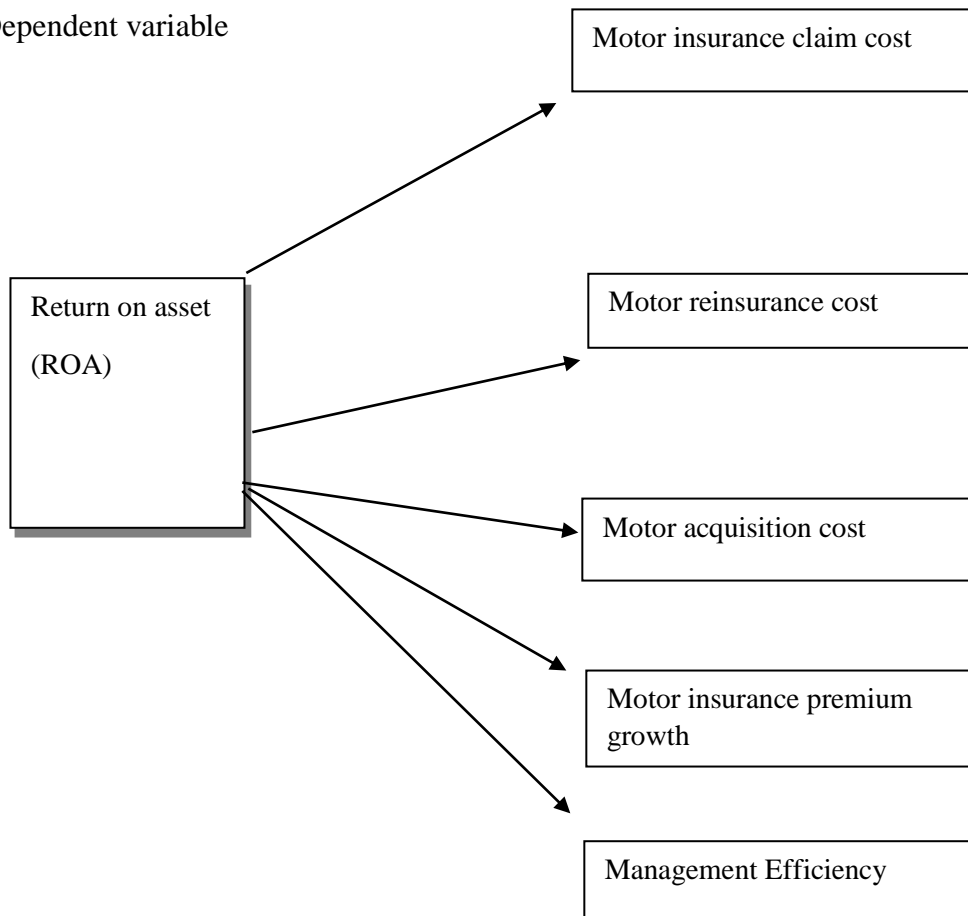 Dependent variable
Motor insurance claim cost
Return on asset
(ROA)
Motor reinsurance cost
Motor acquisition cost
Motor insurance premium
growth
Management Efficiency